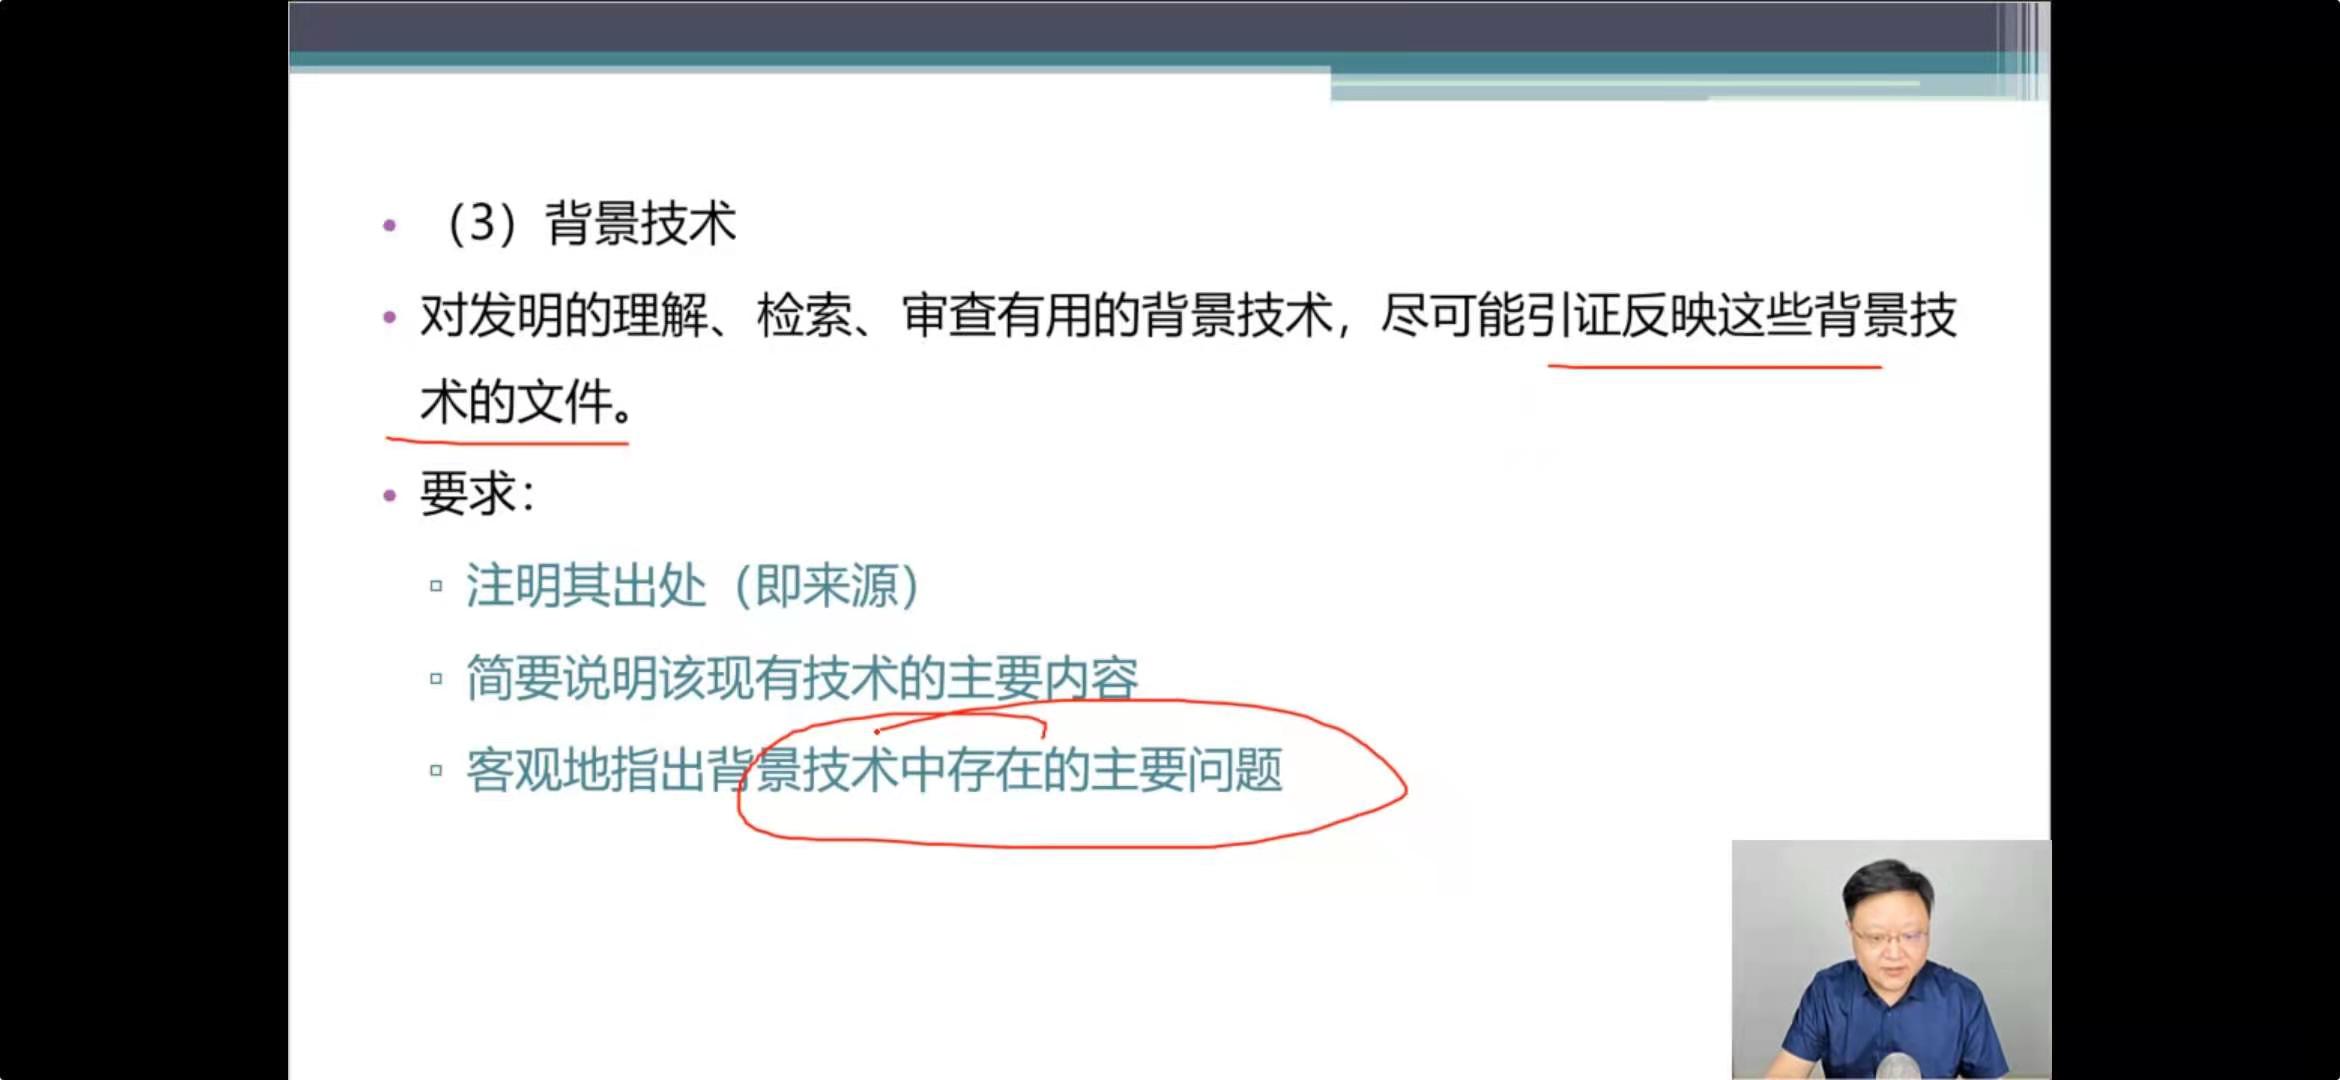 （3）背景技术
对发明的理解、检索、审查有用的背景技术，尽可能引证反映这些背景技
术的文件。
要求：
注明其出处（即来源）
简要说明该现有技术的主要内容
客观地指出背景技术中存在的主要问题